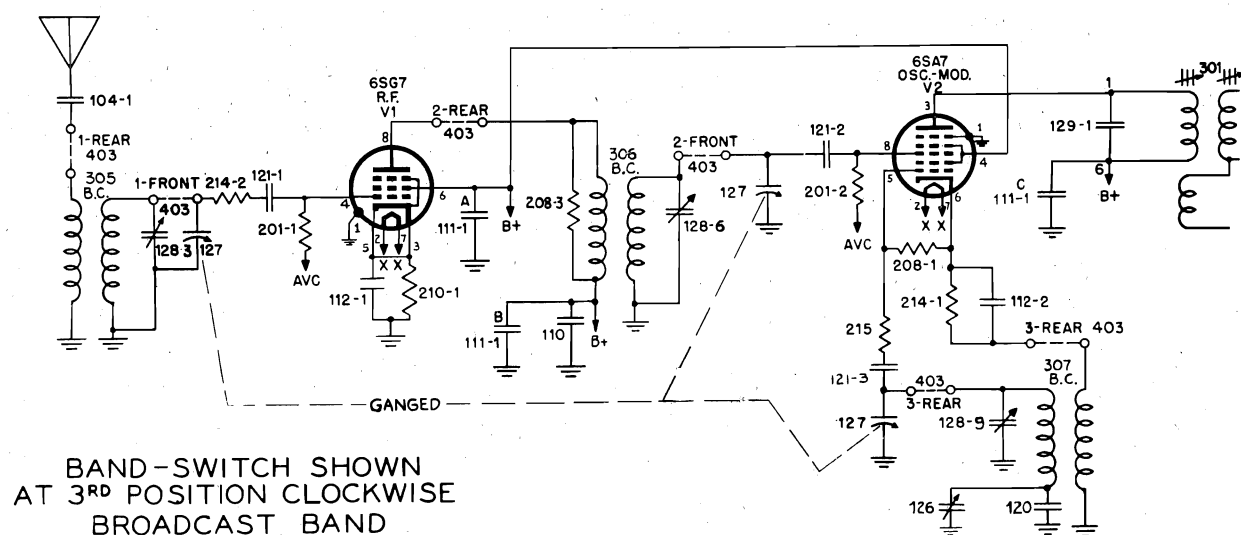 6SG7
R.F.
V1
6SA7
OSC.-MOD.
V2
104-1
1-REAR
403
305
B.C.
1-FRONT
403
214-2
121-1
128-3
127
201-1
AVC
8
4
1
6
5
2
7
3
X X
A
111-1
B+
112-1
210-1
2-REAR
403
208-3
306
B.C.
B
111-1
110
B+
2-FRONT
403
128-6
127
121-2
201-2
AVC
3
8
5
1
4
2
7
6
X X
208-1
215
214-1
112-2
121-3
3-REAR 403
403
3-REAR
127
128-9
307
B.C.
126
120
1
129-1
6
B+
C
111-1
301
GANGED
BAND-SWITCH SHOWN
AT 3RD POSITION CLOCKWISE
BROADCAST BAND